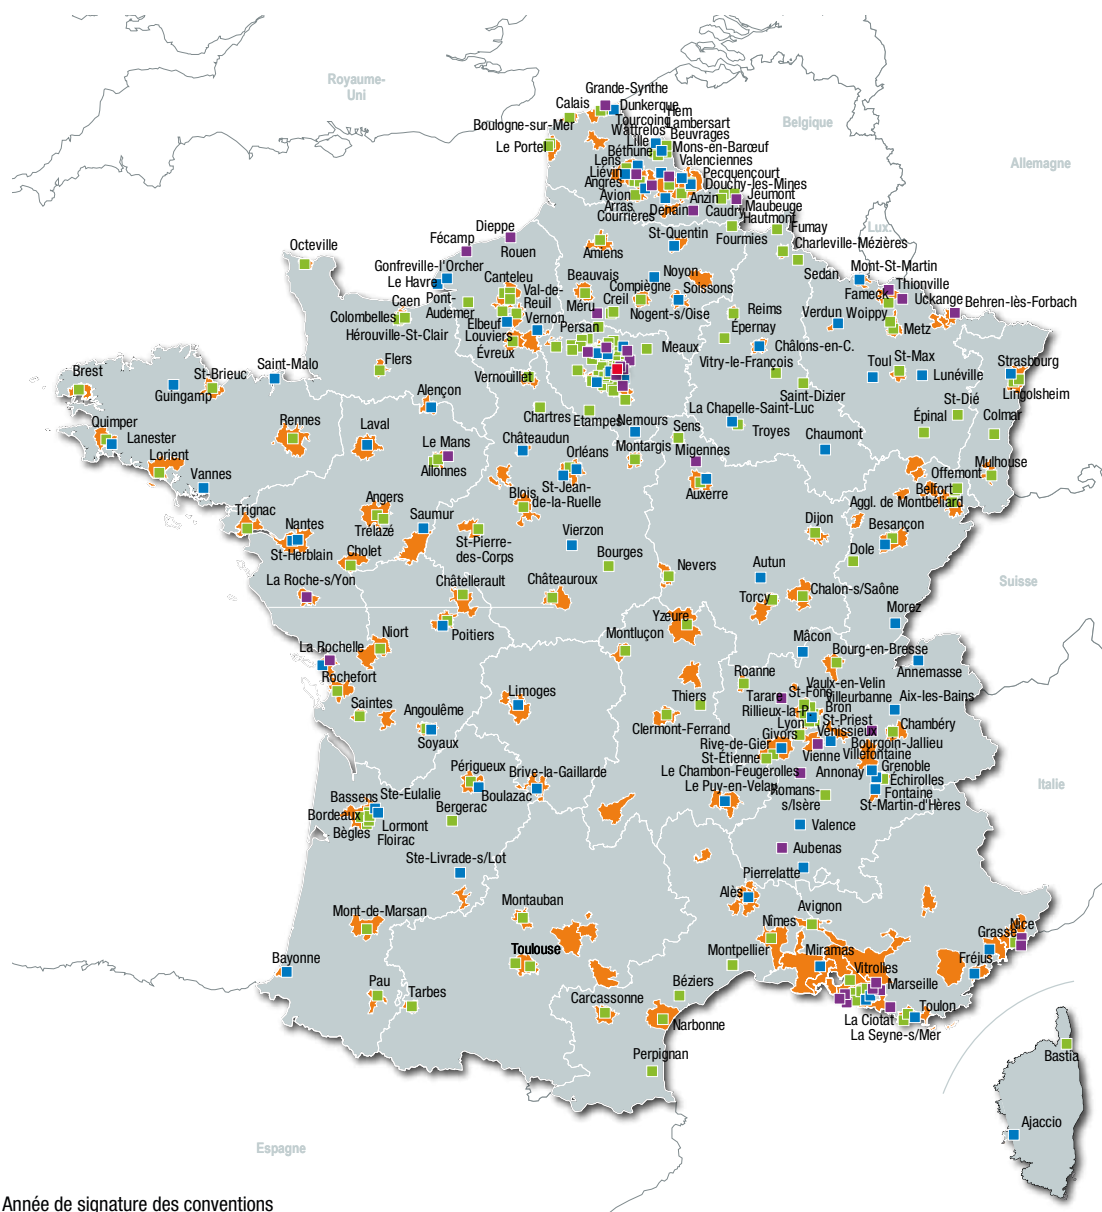 Royaume-
Uni
Belgique
Allemagne
Lux.
Suisse
Italie
Espagne
Grande-Synthe
Calais
Dunkerque
Hem
Tourcoing
Lambersart
Boulogne-sur-Mer
Wattrelos
Beuvrages
Lille
Mons-en-Barœuf
Le Portel
Béthune
Valenciennes
Lens
Liévin
Pecquencourt
Angres
Douchy-les-Mines
Avion
Anzin
Jeumont
Arras
Denain
Caudry
Maubeuge
Courrières
Hautmont
Dieppe
Fécamp
Rouen
St-Quentin
Fourmies
Fumay
Charleville-Mézières
Octeville
Amiens
Sedan
Mont-St-Martin
Gonfreville-l'Orcher
Noyon
Thionville
Le Havre
Canteleu
Beauvais
Compiègne
Soissons
Fameck
Uckange
Behren-lès-Forbach
Caen
Pont-
Audemer
Val-de-
Reuil
Méru
Creil
Nogent-s/Oise
Reims
Verdun
Woippy
Colombelles
Elbeuf
Vernon
Persan
Épernay
Metz
Hérouville-St-Clair
Louviers
Évreux
Meaux
Châlons-en-C.
Flers
Vernouillet
Vitry-le-François
Toul
St-Max
Strasbourg
Brest
St-Brieuc
Saint-Malo
Lunéville
Guingamp
Alençon
Saint-Dizier
Lingolsheim
St-Dié
Quimper
Rennes
Laval
Chartres
Etampes
Nemours
La Chapelle-Saint-Luc
Épinal
Colmar
Lanester
Le Mans
Châteaudun
Sens
Troyes
Chaumont
Lorient
Allonnes
Orléans
Montargis
Migennes
Mulhouse
Vannes
St-Jean-
de-la-Ruelle
Auxerre
Offemont
Belfort
Angers
Blois
Aggl. de Montbéliard
Trignac
Saumur
Nantes
Trélazé
Vierzon
Dijon
Besançon
St-Herblain
Cholet
St-Pierre-
des-Corps
Bourges
Dole
La Roche-s/Yon
Châtellerault
Châteauroux
Nevers
Autun
Chalon-s/Saône
Torcy
Morez
Niort
Poitiers
Yzeure
Montluçon
Mâcon
La Rochelle
Bourg-en-Bresse
Annemasse
Rochefort
Roanne
Vaulx-en-Velin
Limoges
Thiers
Tarare
St-Fons
Villeurbanne
Aix-les-Bains
Saintes
Rillieux-la-P.
Bron
Angoulême
Clermont-Ferrand
Lyon
St-Priest
Chambéry
Soyaux
Givors
Vénissieux
Rive-de-Gier
Bourgoin-Jallieu
St-Étienne
Vienne
Villefontaine
Périgueux
Brive-la-Gaillarde
Le Chambon-Feugerolles
Annonay
Grenoble
Échirolles
Boulazac
Le Puy-en-Velay
Romans-
s/Isère
Fontaine
St-Martin-d'Hères
Bassens
Ste-Eulalie
Bergerac
Bordeaux
Lormont
Valence
Bègles
Floirac
Aubenas
Ste-Livrade-s/Lot
Pierrelatte
Alès
Montauban
Avignon
Mont-de-Marsan
Nîmes
Nice
Grasse
Toulouse
Montpellier
Miramas
Fréjus
Bayonne
Vitrolles
Pau
Tarbes
Béziers
Marseille
Carcassonne
Toulon
Narbonne
La Ciotat
La Seyne-s/Mer
Perpignan
Bastia
Ajaccio
Année de signature des conventions